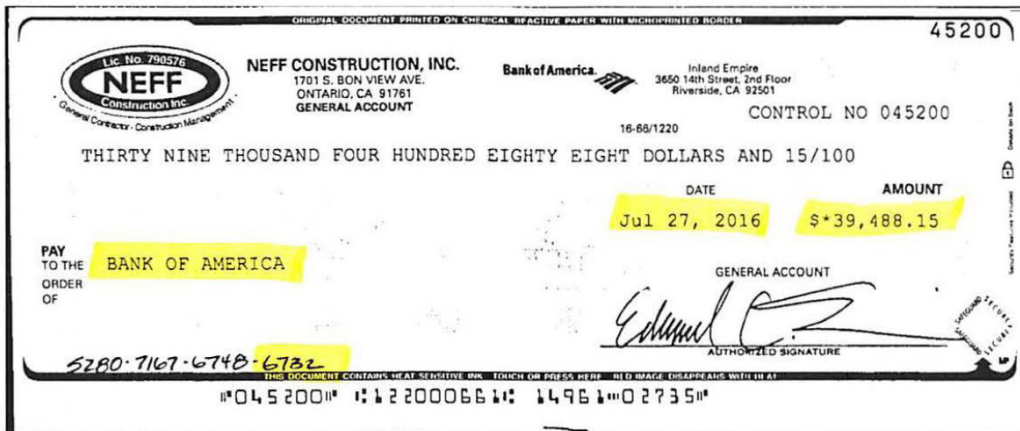 ORIGINAL DOCUMENT PRINTED ON CHEMICAL REACTIVE PAPER WITH MICROPRINTED BORDER
45200
Lic. No. 790576
NEFF
Construction Inc.
General Contractor - Construction Management
NEFF CONSTRUCTION, INC.
1701 S. BON VIEW AVE.
ONTARIO, CA 91761
GENERAL ACCOUNT
Bank of America.
Inland Empire
3650 14th Street, 2nd Floor
Riverside, CA 92501
16-66/1220
CONTROL NO 045200
THIRTY NINE THOUSAND FOUR HUNDRED EIGHTY EIGHT DOLLARS AND 15/100
DATE
AMOUNT
Jul 27, 2016
$*39,488.15
PAY
TO THE
ORDER
OF
BANK OF AMERICA
GENERAL ACCOUNT
AUTHORIZED SIGNATURE
5280-7167-6748-6732
THIS DOCUMENT CONTAINS HEAT SENSITIVE INK TOUCH OR PRESS HERE RED IMAGE DISAPPEARS WITH HEAT
⑈045200⑈ ⑆122000661⑆ 14961⑉02735⑈
Details on Back
SAFEGUARD SECURE